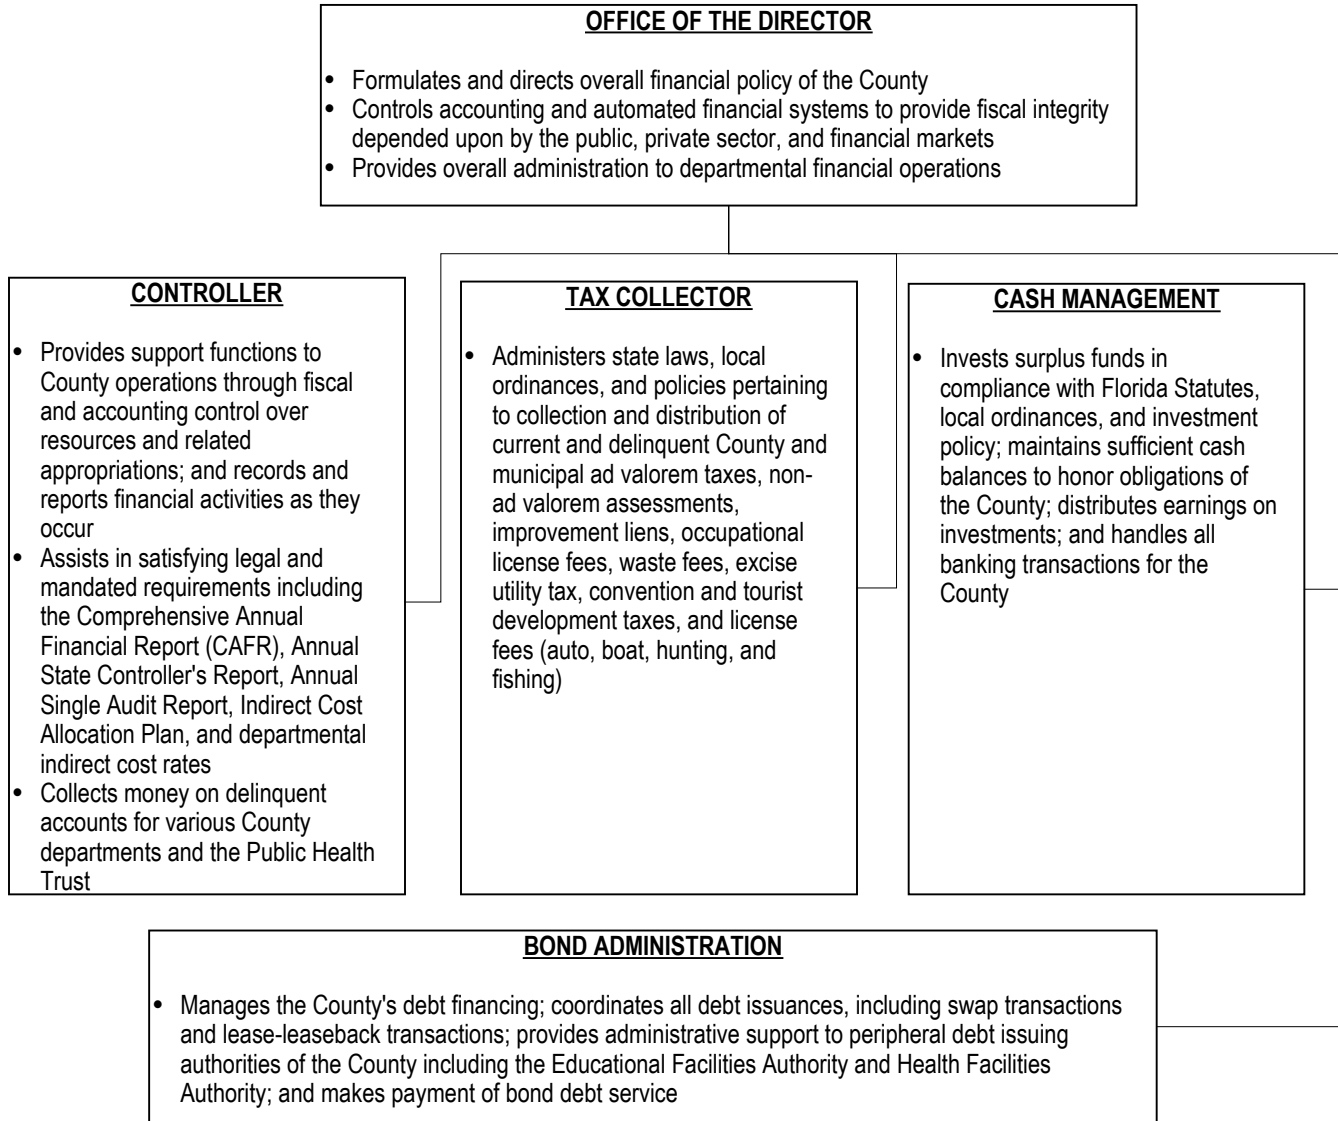 OFFICE OF THE DIRECTOR
• Formulates and directs overall financial policy of the County
• Controls accounting and automated financial systems to provide fiscal integrity
depended upon by the public, private sector, and financial markets
• Provides overall administration to departmental financial operations
CONTROLLER
• Provides support functions to
County operations through fiscal
and accounting control over
resources and related
appropriations; and records and
reports financial activities as they
occur
• Assists in satisfying legal and
mandated requirements including
the Comprehensive Annual
Financial Report (CAFR), Annual
State Controller's Report, Annual
Single Audit Report, Indirect Cost
Allocation Plan, and departmental
indirect cost rates
• Collects money on delinquent
accounts for various County
departments and the Public Health
Trust
TAX COLLECTOR
• Administers state laws, local
ordinances, and policies pertaining
to collection and distribution of
current and delinquent County and
municipal ad valorem taxes, non-
ad valorem assessments,
improvement liens, occupational
license fees, waste fees, excise
utility tax, convention and tourist
development taxes, and license
fees (auto, boat, hunting, and
fishing)
CASH MANAGEMENT
• Invests surplus funds in
compliance with Florida Statutes,
local ordinances, and investment
policy; maintains sufficient cash
balances to honor obligations of
the County; distributes earnings on
investments; and handles all
banking transactions for the
County
BOND ADMINISTRATION
• Manages the County's debt financing; coordinates all debt issuances, including swap transactions
and lease-leaseback transactions; provides administrative support to peripheral debt issuing
authorities of the County including the Educational Facilities Authority and Health Facilities
Authority; and makes payment of bond debt service